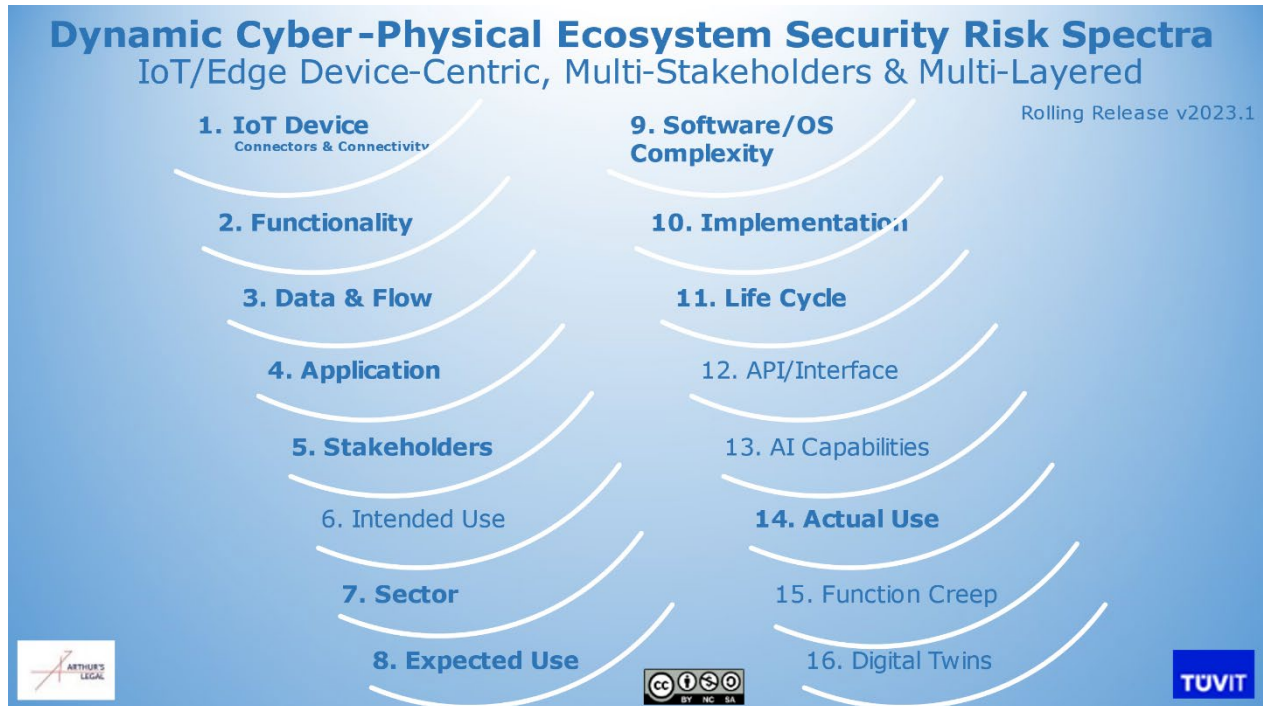 Dynamic Cyber-Physical Ecosystem Security Risk Spectra
IoT/Edge Device-Centric, Multi-Stakeholders & Multi-Layered
Rolling Release v2023.1
1. IoT Device
Connectors & Connectivity
2. Functionality
3. Data & Flow
4. Application
5. Stakeholders
6. Intended Use
7. Sector
8. Expected Use
9. Software/OS
Complexity
10. Implementation
11. Life Cycle
12. API/Interface
13. AI Capabilities
14. Actual Use
15. Function Creep
16. Digital Twins
ARTHUR'S
LEGAL
cc
BY NC SA
TÜVIT